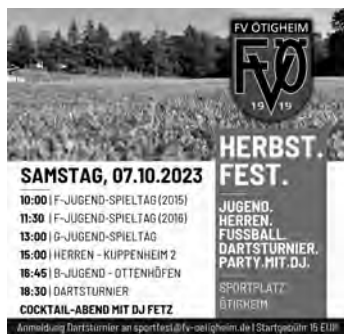 FV ÖTIGHEIM
FVÖ
1919
SAMSTAG, 07.10.2023
10:00 | F-JUGEND-SPIELTAG (2015)
11:30 | F-JUGEND-SPIELTAG (2016)
13:00 | G-JUGEND-SPIELTAG
15:00 | HERREN - KUPPENHEIM 2
16:45 | B-JUGEND - OTTENHÖFEN
18:30 | DARTSTURNIER
COCKTAIL-ABEND MIT DJ FETZ
HERBST.
FEST.
JUGEND.
HERREN.
FUSSBALL.
DARTSTURNIER.
PARTY.MIT.DJ.
SPORTPLATZ
ÖTIGHEIM
Anmeldung Dartsturnier an sportfest@fv-oetigheim.de | Startgebühr 15 EUR